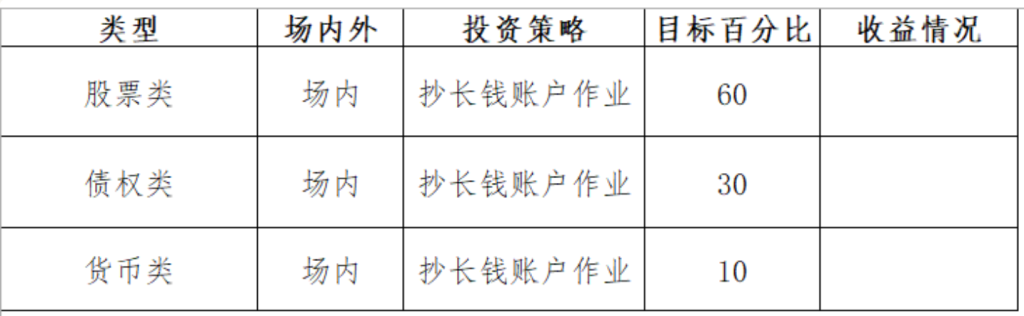 类型 场内外 投资策略 目标百分比 收益情况
股票类 场内 抄长钱账户作业 60
债权类 场内 抄长钱账户作业 30
货币类 场内 抄长钱账户作业 10